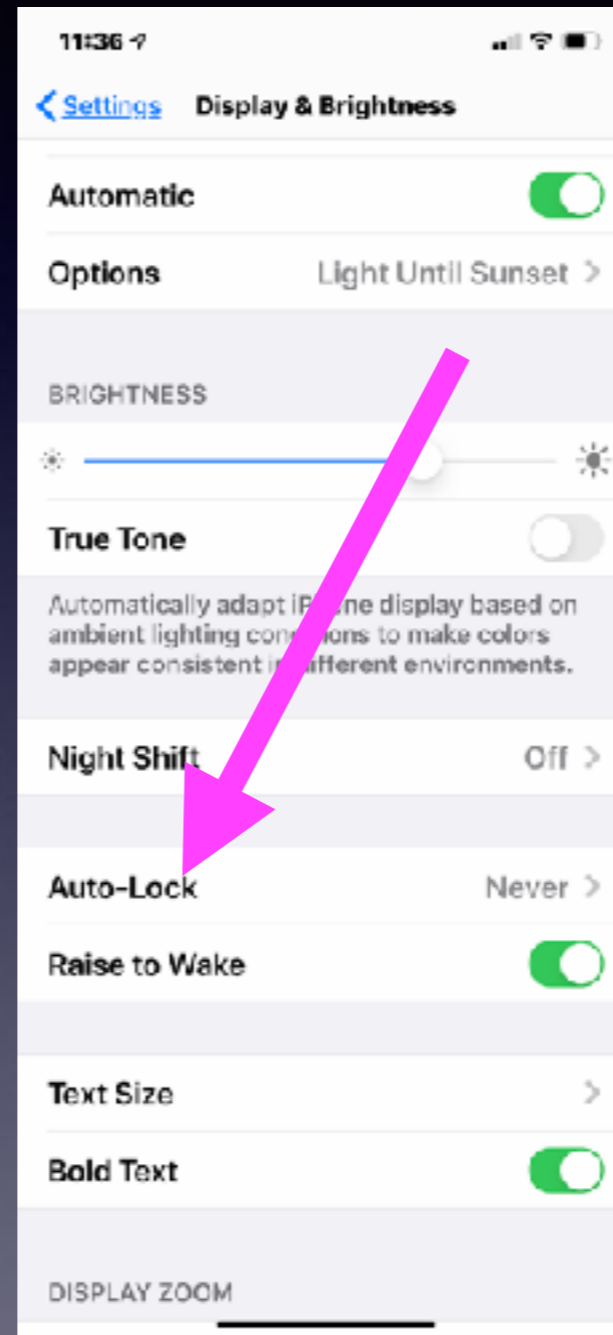 11:36
Settings Display & Brightness
Automatic
Options Light Until Sunset
BRIGHTNESS
True Tone
Automatically adapt iPhone display based on
ambient lighting conditions to make colors
appear consistent in different environments.
Night Shift Off
Auto-Lock Never
Raise to Wake
Text Size
Bold Text
DISPLAY ZOOM